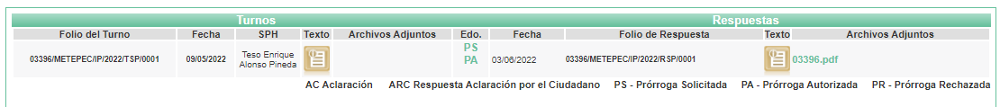 Turnos Respuestas
Folio del Turno Fecha SPH Texto Archivos Adjuntos Edo. Fecha Folio de Respuesta Texto Archivos Adjuntos
03396/METEPEC/IP/2022/TSP/0001 09/05/2022 Teso Enrique Alonso Pineda PS PA 03/06/2022 03396/METEPEC/IP/2022/RSP/0001 03396.pdf
AC Aclaración ARC Respuesta Aclaración por el Ciudadano PS - Prórroga Solicitada PA - Prórroga Autorizada PR - Prórroga Rechazada